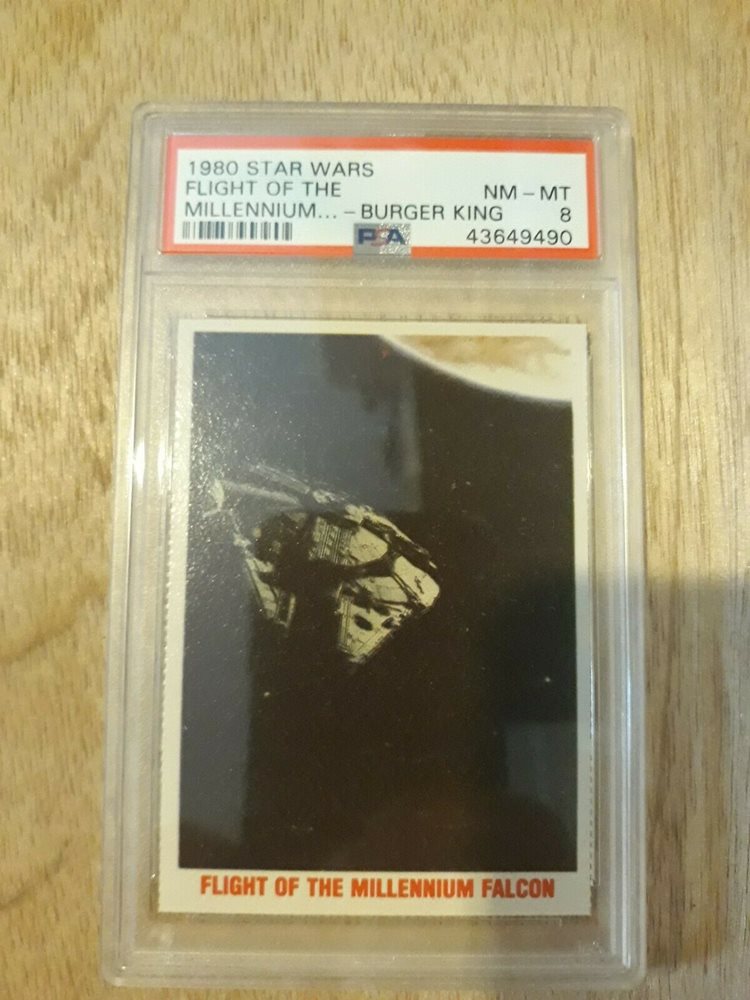 1980 STAR WARS
FLIGHT OF THE NM - MT
MILLENNIUM... - BURGER KING 8
PSA 43649490
FLIGHT OF THE MILLENNIUM FALCON